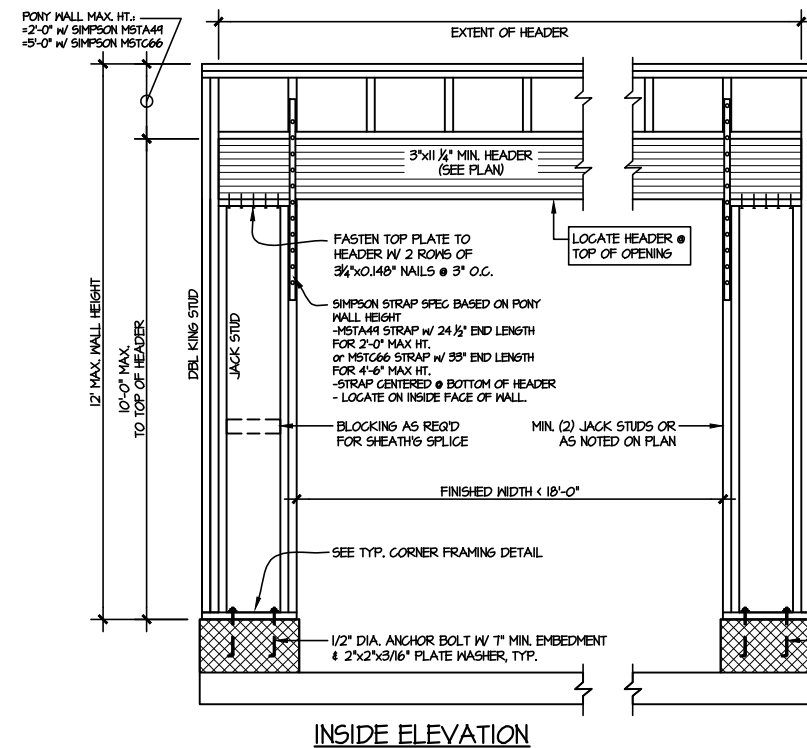 PONY WALL MAX. HT.:
=2'-0" W/ SIMPSON MSTA49
=5'-0" W/ SIMPSON MSTC66
EXTENT OF HEADER
3"x11 1/4" MIN. HEADER
(SEE PLAN)
FASTEN TOP PLATE TO
HEADER W/ 2 ROWS OF
3/4"x0.148" NAILS @ 3" O.C.
LOCATE HEADER @
TOP OF OPENING
SIMPSON STRAP SPEC BASED ON PONY
WALL HEIGHT
-MSTA49 STRAP W/ 24 1/2" END LENGTH
FOR 2'-0" MAX HT.
or MSTC66 STRAP W/ 33" END LENGTH
FOR 4'-6" MAX HT.
-STRAP CENTERED @ BOTTOM OF HEADER
- LOCATE ON INSIDE FACE OF WALL.
12' MAX. WALL HEIGHT
10'-0" MAX.
TO TOP OF HEADER
DBL KING STUD
JACK STUD
BLOCKING AS REQ'D
FOR SHEATH'G SPLICE
MIN. (2) JACK STUDS OR
AS NOTED ON PLAN
FINISHED WIDTH < 18'-0"
SEE TYP. CORNER FRAMING DETAIL
1/2" DIA. ANCHOR BOLT W/ 7" MIN. EMBEDMENT
& 2"x2"x3/16" PLATE WASHER, TYP.
INSIDE ELEVATION